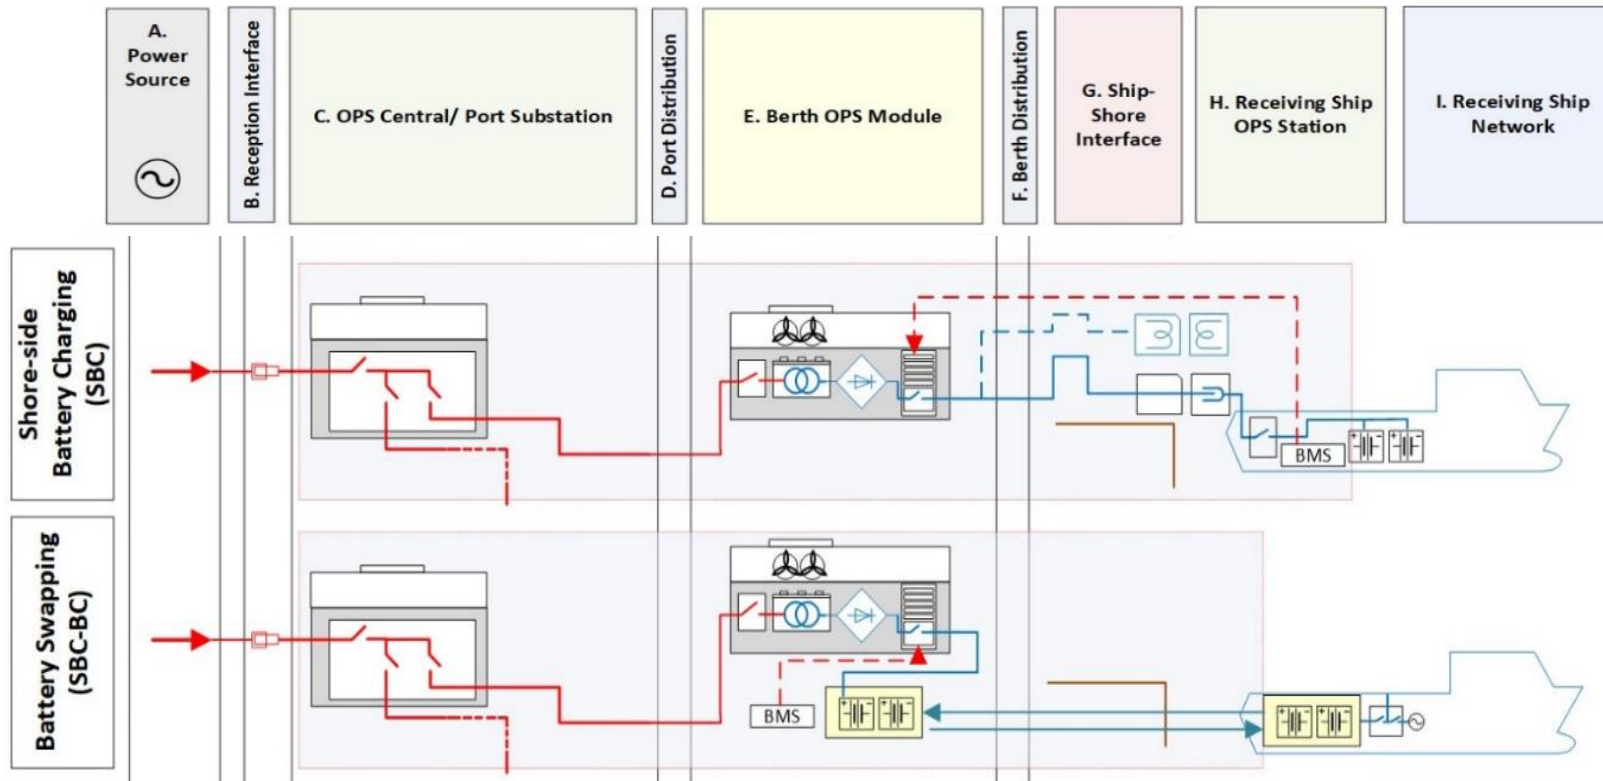 A.
Power
Source
B. Reception Interface
C. OPS Central/ Port Substation
D. Port Distribution
E. Berth OPS Module
F. Berth Distribution
G. Ship-
Shore
Interface
H. Receiving Ship
OPS Station
I. Receiving Ship
Network
Shore-side
Battery Charging
(SBC)
BMS
+ -
+ -
Battery Swapping
(SBC-BC)
BMS
+ -
+ -
+ -
+ -